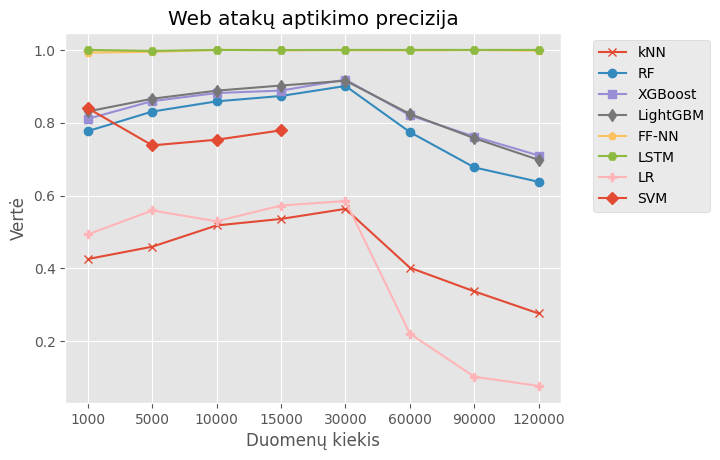 Web atakų aptikimo precizija
Vertė
1.0
0.8
0.6
0.4
0.2
1000 5000 10000 15000 30000 60000 90000 120000
Duomenų kiekis
kNN
RF
XGBoost
LightGBM
FF-NN
LSTM
LR
SVM